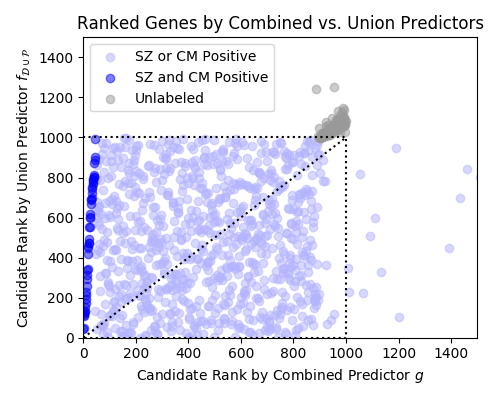 Ranked Genes by Combined vs. Union Predictors
Candidate Rank by Union Predictor f_{𝒟∪𝒫}
1400
1200
1000
800
600
400
200
0
SZ or CM Positive
SZ and CM Positive
Unlabeled
0 200 400 600 800 1000 1200 1400
Candidate Rank by Combined Predictor g